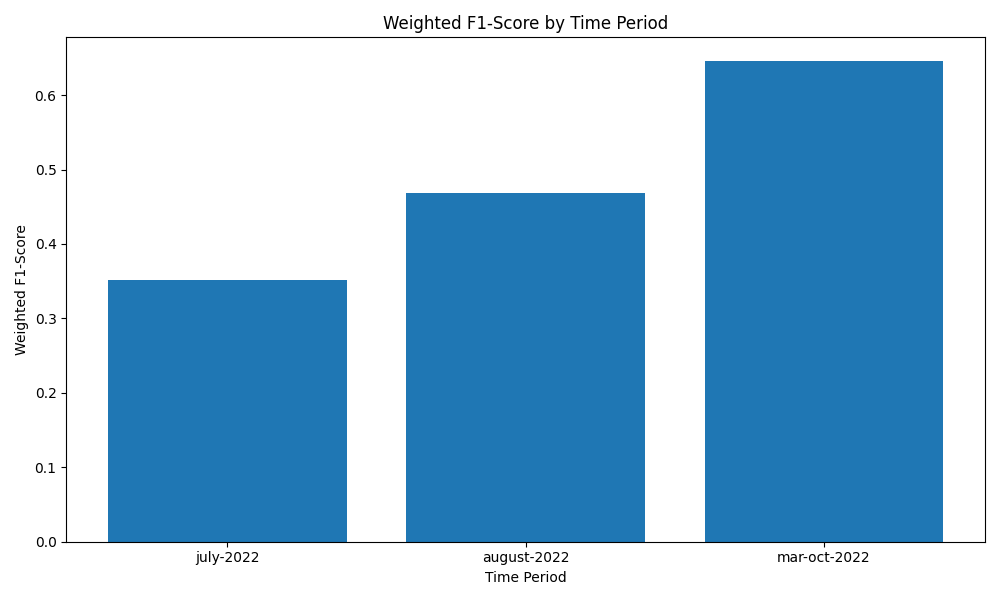 Weighted F1-Score by Time Period
Weighted F1-Score
0.6
0.5
0.4
0.3
0.2
0.1
0.0
july-2022
august-2022
mar-oct-2022
Time Period